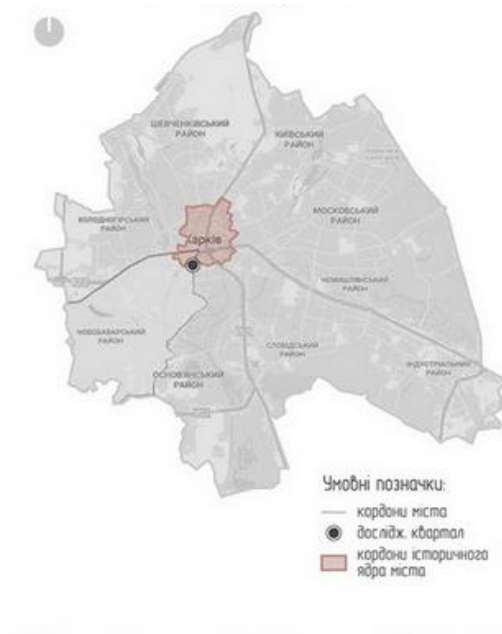 ШЕВЧЕНКІВСЬКИЙ
РАЙОН
КИЇВСЬКИЙ
РАЙОН
МОСКОВСЬКИЙ
РАЙОН
ХОЛОДНОГІРСЬКИЙ
РАЙОН
Харків
НЕМИШЛЯНСЬКИЙ
РАЙОН
НОВОБАВАРСЬКИЙ
РАЙОН
СЛОБІДСЬКИЙ
РАЙОН
ОСНОВ'ЯНСЬКИЙ
РАЙОН
ІНДУСТРІАЛЬНИЙ
РАЙОН
Умовні позначки:
кордони міста
дослідж. квартал
кордони історичного
ядра міста